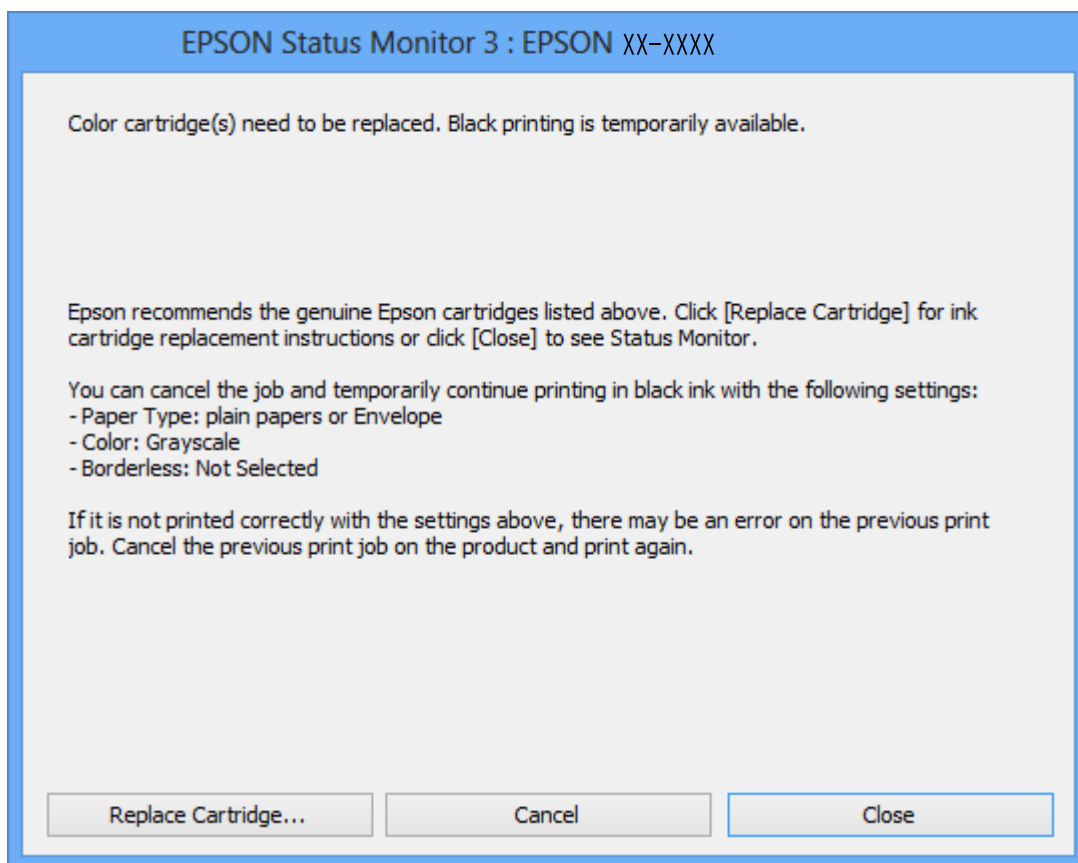 EPSON Status Monitor 3 : EPSON XX-XXXX
Color cartridge(s) need to be replaced. Black printing is temporarily available.
Epson recommends the genuine Epson cartridges listed above. Click [Replace Cartridge] for ink
cartridge replacement instructions or click [Close] to see Status Monitor.
You can cancel the job and temporarily continue printing in black ink with the following settings:
- Paper Type: plain papers or Envelope
- Color: Grayscale
- Borderless: Not Selected
If it is not printed correctly with the settings above, there may be an error on the previous print
job. Cancel the previous print job on the product and print again.
Replace Cartridge...
Cancel
Close